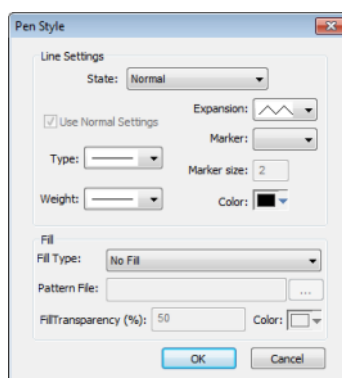 Pen Style
Line Settings
State: Normal
Expansion:
Use Normal Settings
Marker:
Type:
Marker size: 2
Weight:
Color:
Fill
Fill Type: No Fill
Pattern File: ...
FillTransparency (%): 50 Color:
OK Cancel